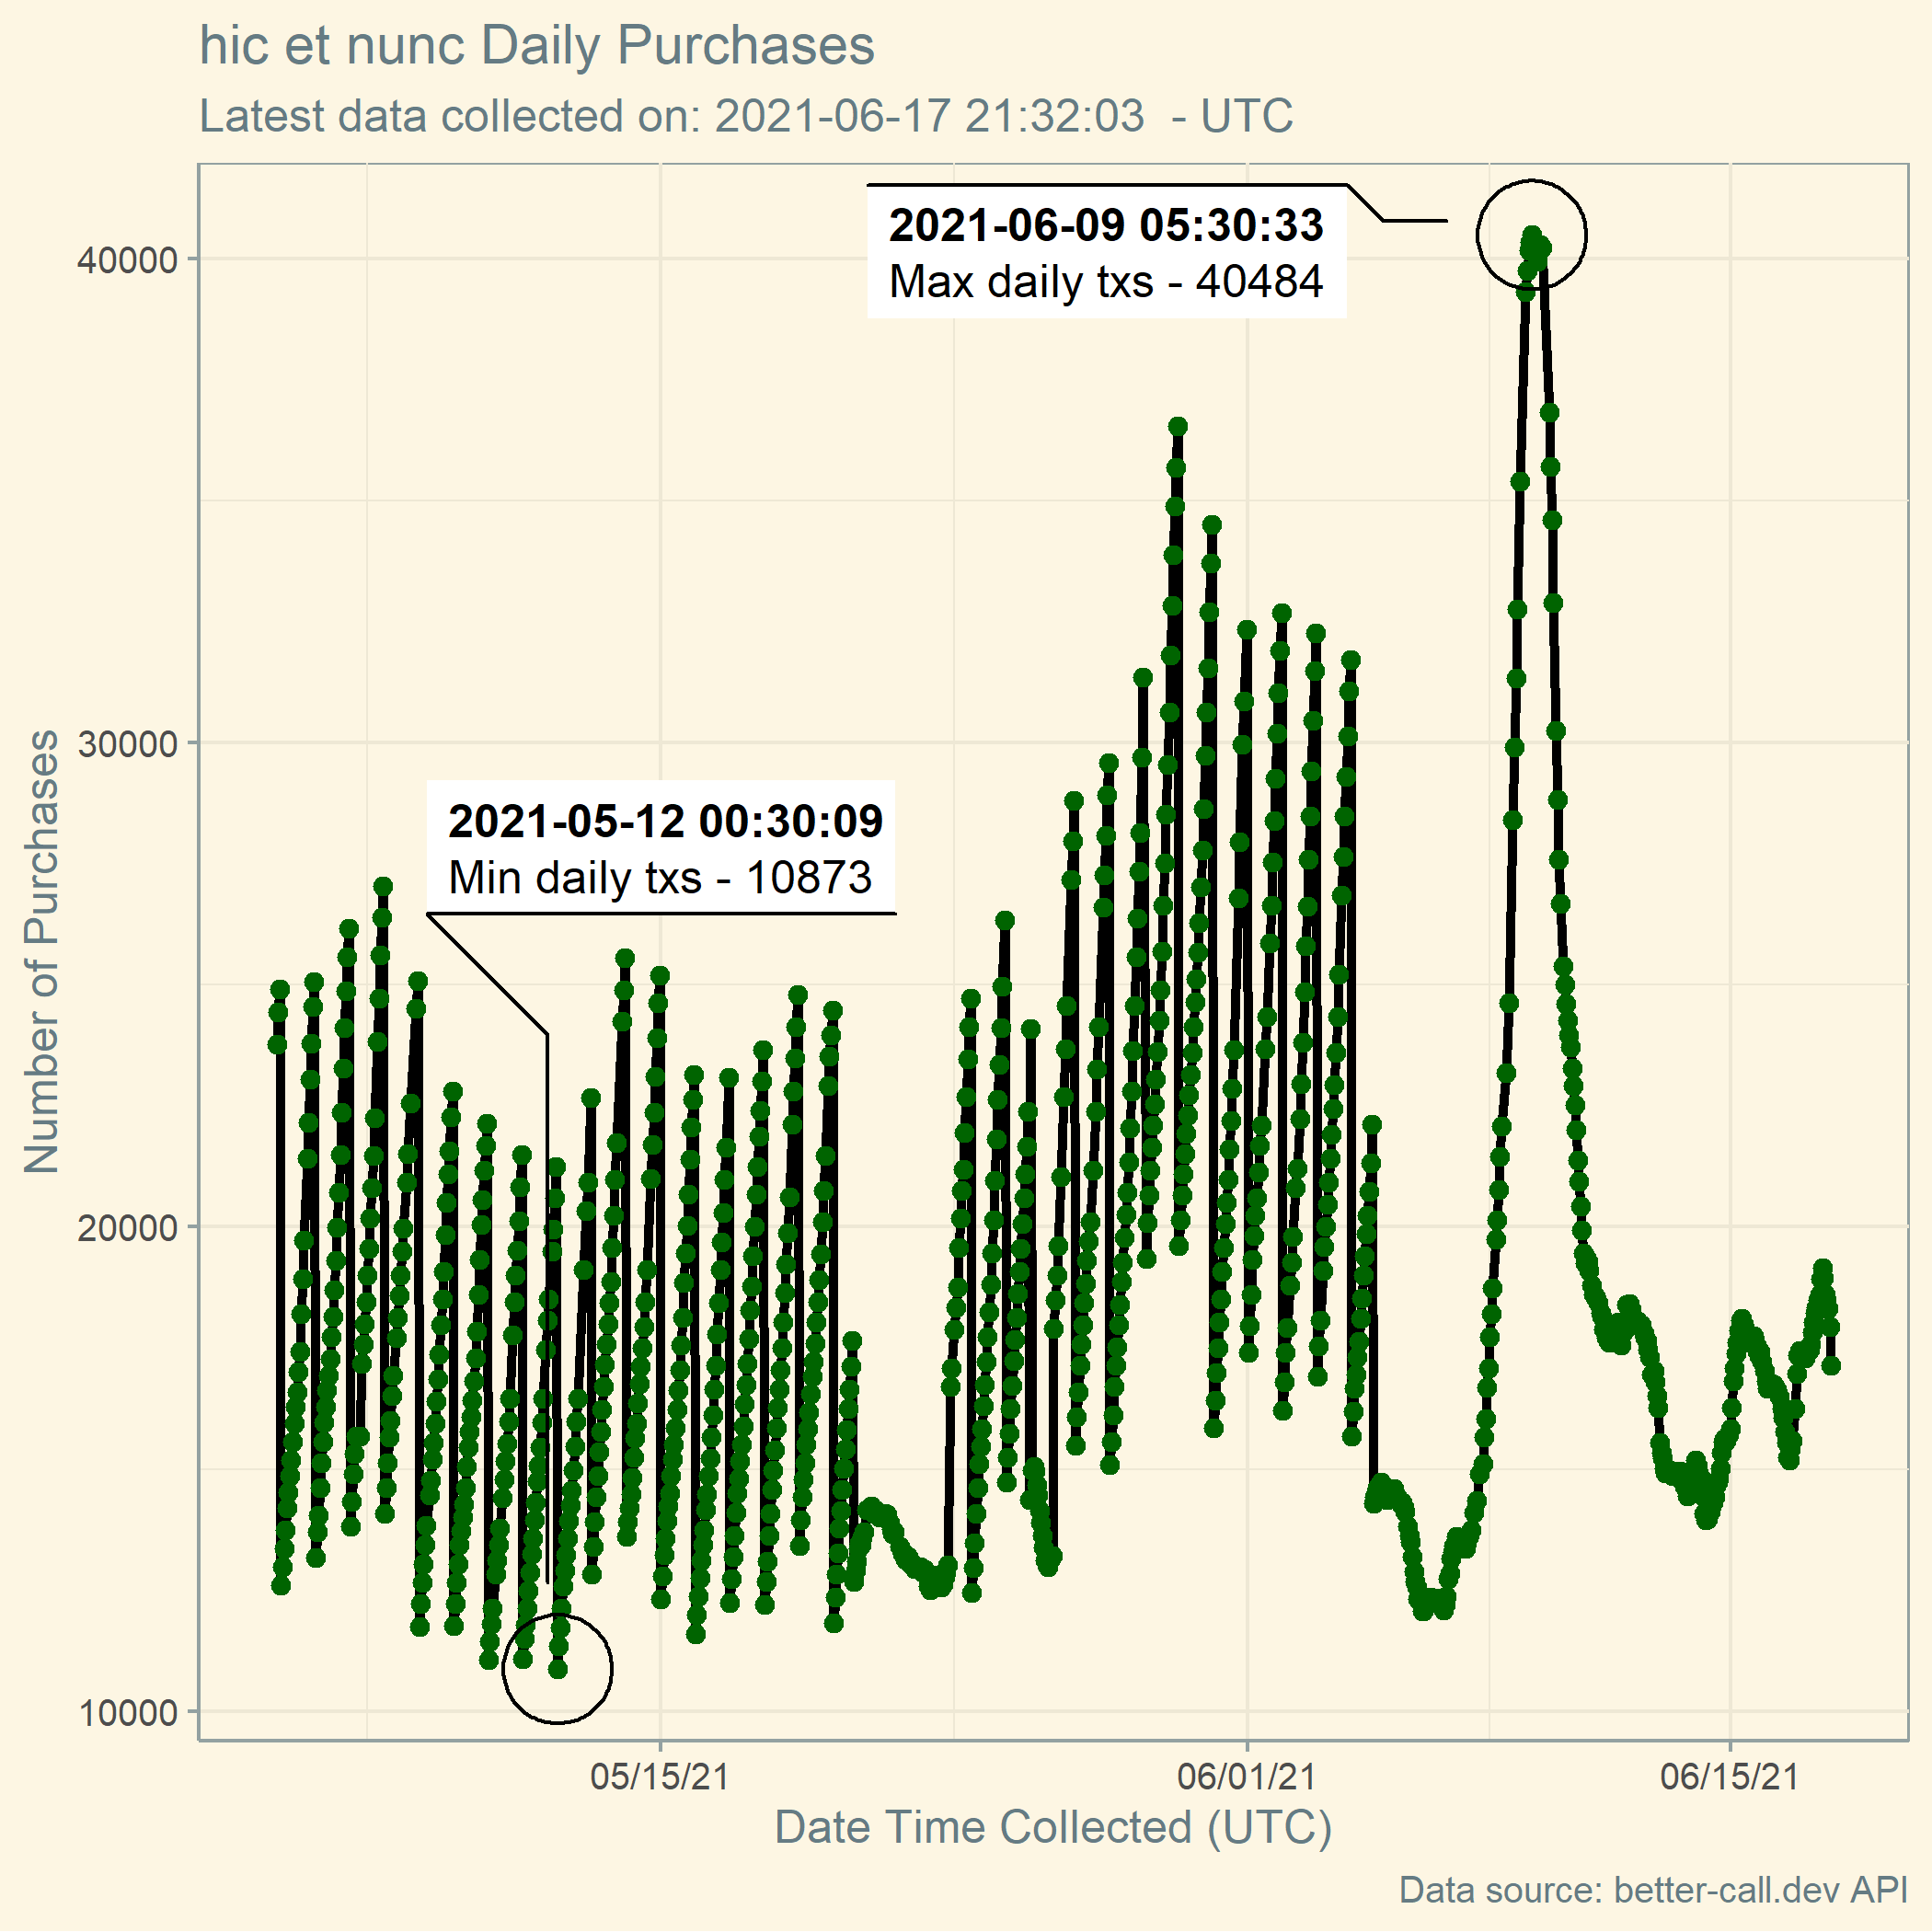 hic et nunc Daily Purchases
Latest data collected on: 2021-06-17 21:32:03 - UTC
2021-06-09 05:30:33
Max daily txs - 40484
2021-05-12 00:30:09
Min daily txs - 10873
Number of Purchases
40000
30000
20000
10000
05/15/21
06/01/21
06/15/21
Date Time Collected (UTC)
Data source: better-call.dev API